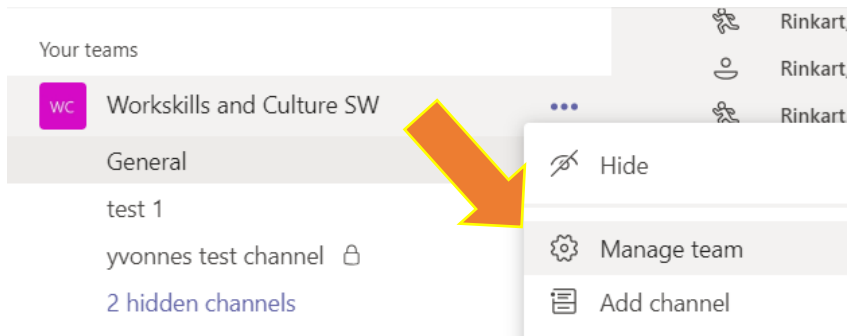 Your teams
WC Workskills and Culture SW
General
test 1
yvonnes test channel
2 hidden channels
Rinkart,
Rinkart,
Rinkart
Hide
Manage team
Add channel